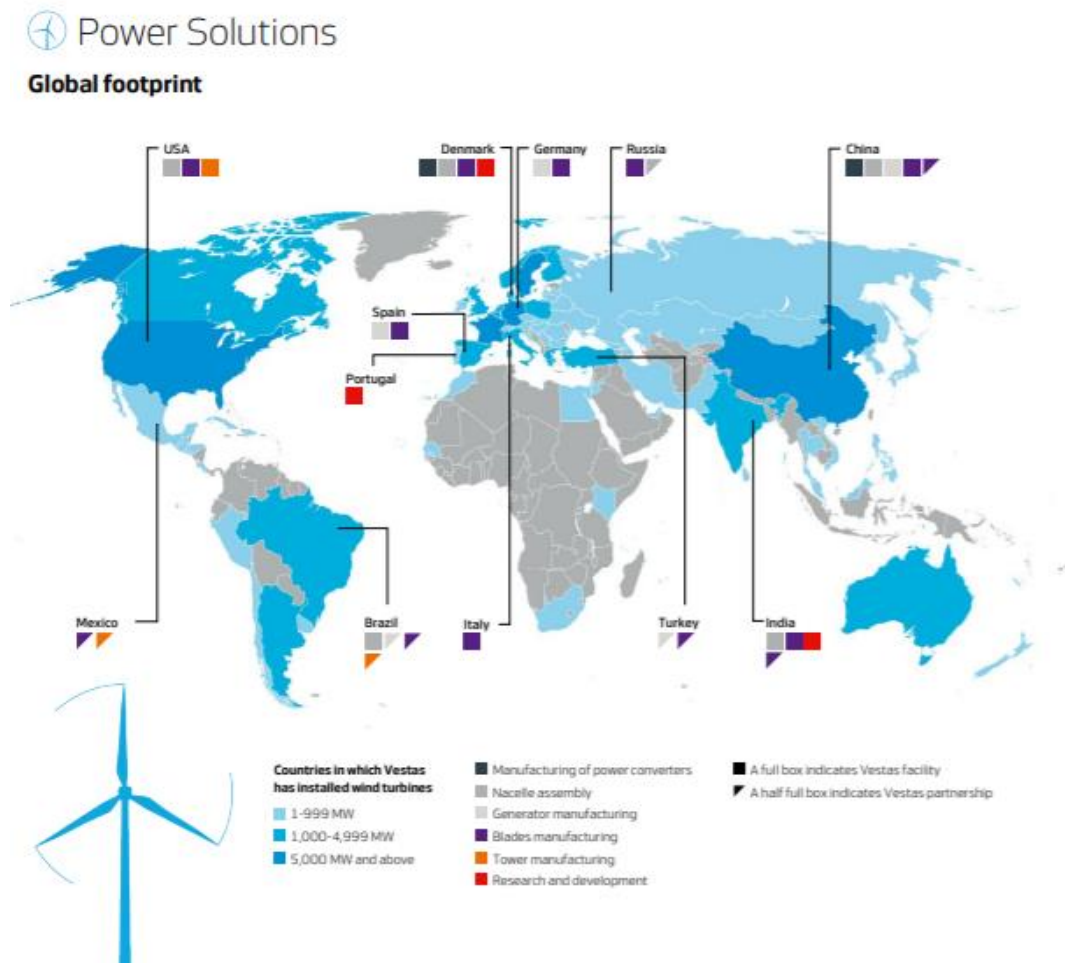 Power Solutions
Global footprint
USA
Denmark
Germany
Russia
China
Spain
Portugal
Mexico
Brazil
Italy
Turkey
India
Countries in which Vestas
has installed wind turbines
1-999 MW
1,000-4,999 MW
5,000 MW and above
Manufacturing of power converters
Nacelle assembly
Generator manufacturing
Blades manufacturing
Tower manufacturing
Research and development
A full box indicates Vestas facility
A half full box indicates Vestas partnership